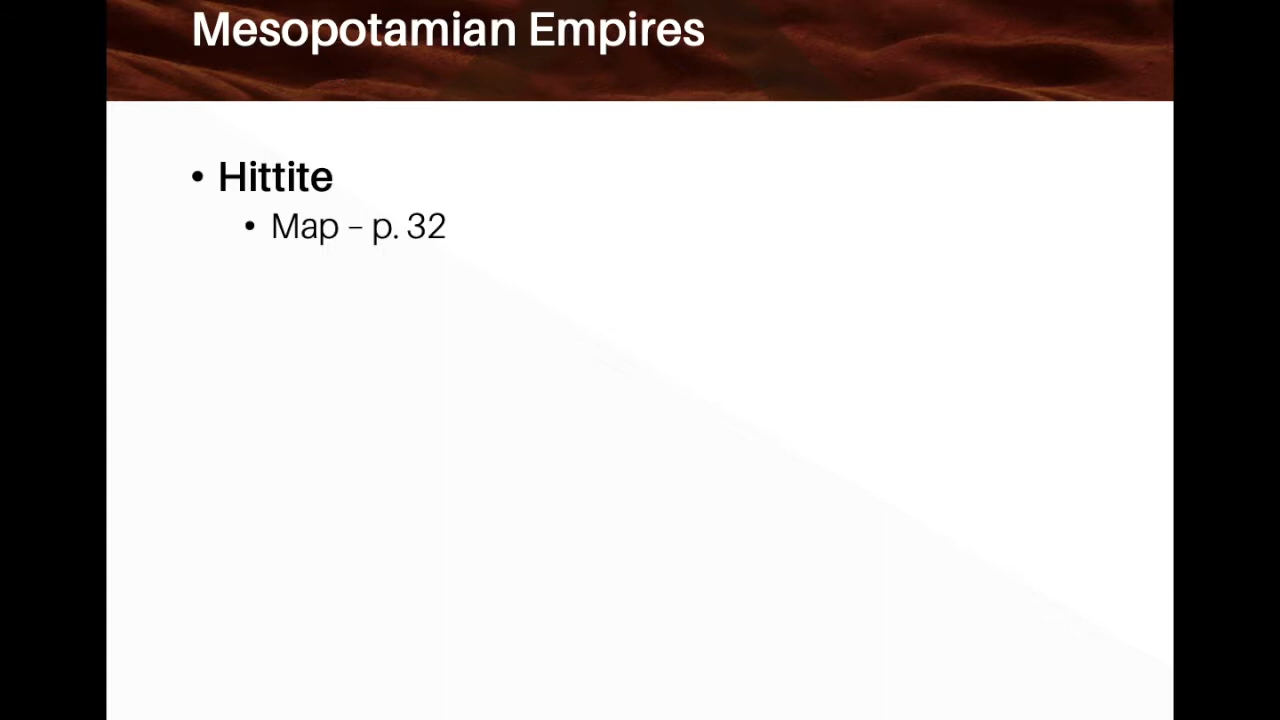 Mesopotamian Empires
• Hittite
• Map – p. 32